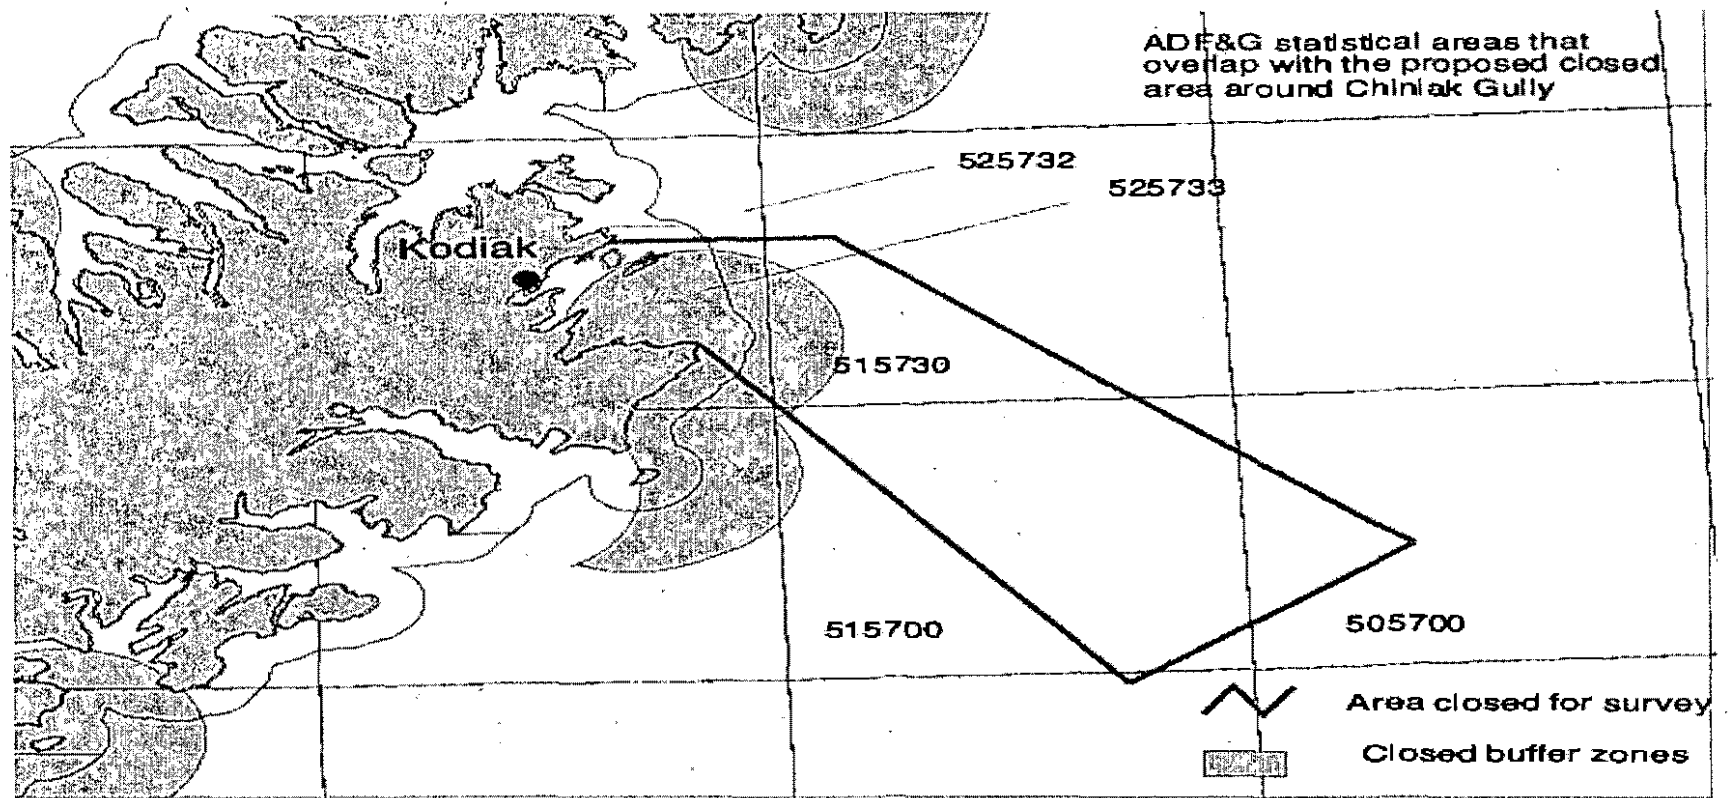 ADF&G statistical areas that
overlap with the proposed closed
area around Chiniak Gully
525732
525733
Kodiak
515730
515700
505700
Area closed for survey
Closed buffer zones